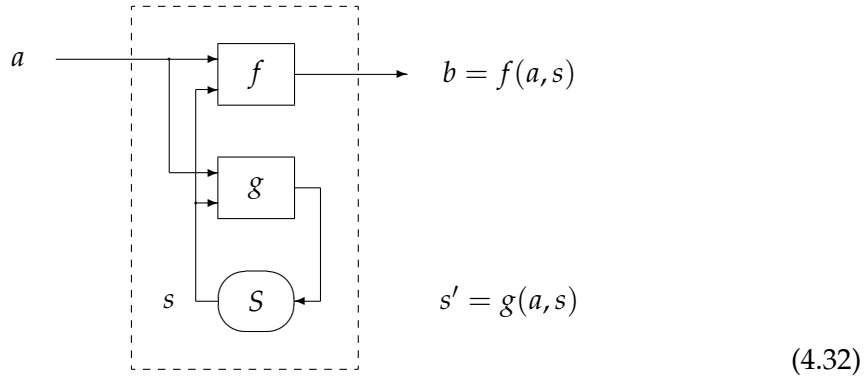 a
f
b = f(a, s)
g
s
S
s′ = g(a, s)
(4.32)